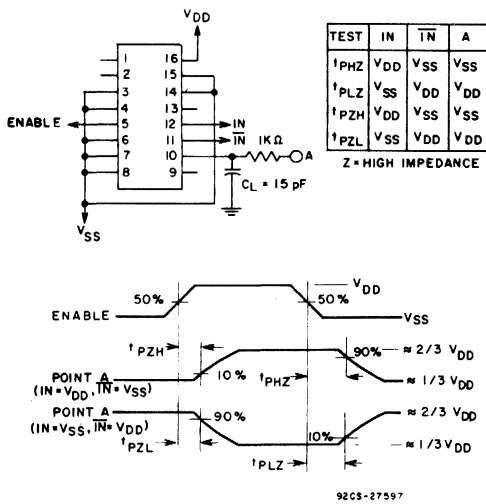 VDD
1 16
2 15
3 14
4 13
ENABLE 5 12 IN
6 11 IN
7 10 1KΩ A
8 9
CL = 15 pF
VSS
TEST IN IN A
tPHZ VDD VSS VSS
tPLZ VSS VDD VDD
tPZH VDD VSS VSS
tPZL VSS VDD VDD
Z = HIGH IMPEDANCE
VDD
50% 50%
ENABLE VSS
tPZH 90% ≈ 2/3 VDD
POINT A 10% tPHZ ≈ 1/3 VDD
(IN = VDD, IN = VSS)
POINT A 90% ≈ 2/3 VDD
(IN = VSS, IN = VDD)
10% ≈ 1/3 VDD
tPZL tPLZ
92CS-27597